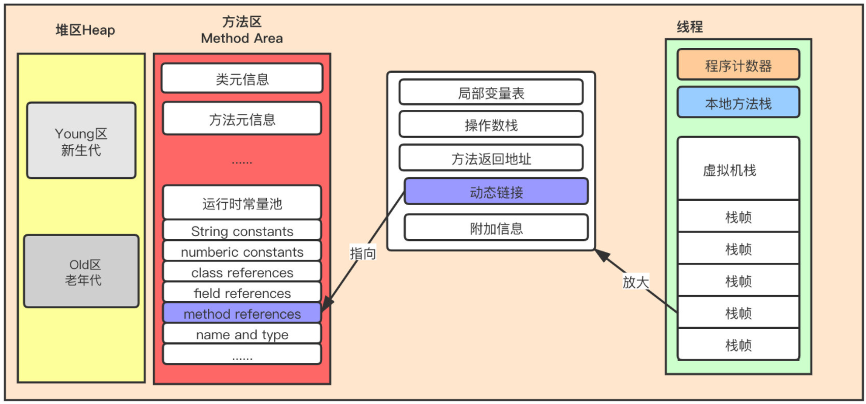 堆区Heap
Young区
新生代
Old区
老年代
方法区
Method Area
类元信息
方法元信息
......
运行时常量池
String constants
numberic constants
class references
field references
method references
name and type
......
指向
局部变量表
操作数栈
方法返回地址
动态链接
附加信息
放大
线程
程序计数器
本地方法栈
虚拟机栈
栈帧
栈帧
栈帧
栈帧
栈帧